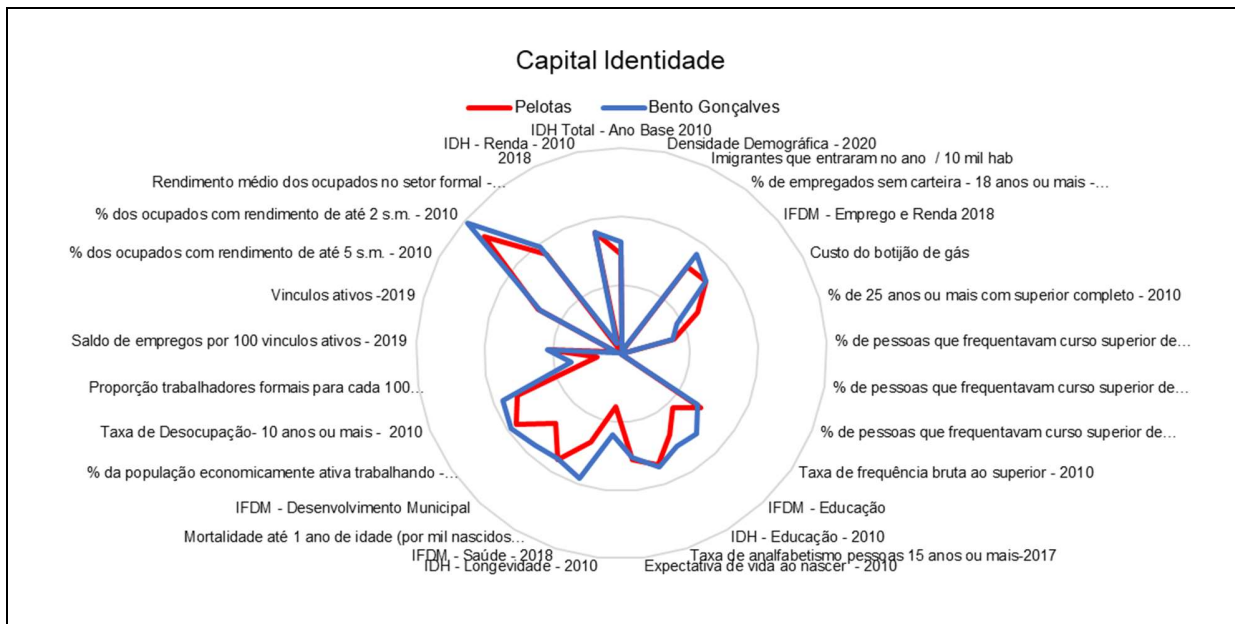 Capital Identidade
Pelotas
Bento Gonçalves
IDH Total - Ano Base 2010
Densidade Demográfica - 2020
Imigrantes que entraram no ano / 10 mil hab
% de empregados sem carteira - 18 anos ou mais -...
IFDM - Emprego e Renda 2018
Custo do botijão de gás
% de 25 anos ou mais com superior completo - 2010
% de pessoas que frequentavam curso superior de...
% de pessoas que frequentavam curso superior de...
% de pessoas que frequentavam curso superior de...
Taxa de frequência bruta ao superior - 2010
IFDM - Educação
IDH - Educação - 2010
Taxa de analfabetismo pessoas 15 anos ou mais-2017
Expectativa de vida ao nascer - 2010
IDH - Longevidade - 2010
IFDM - Saúde - 2018
Mortalidade até 1 ano de idade (por mil nascidos...
IFDM - Desenvolvimento Municipal
% da população economicamente ativa trabalhando -...
Taxa de Desocupação- 10 anos ou mais - 2010
Proporção trabalhadores formais para cada 100...
Saldo de empregos por 100 vinculos ativos - 2019
Vinculos ativos -2019
% dos ocupados com rendimento de até 5 s.m. - 2010
% dos ocupados com rendimento de até 2 s.m. - 2010
Rendimento médio dos ocupados no setor formal -...
2018
IDH - Renda - 2010